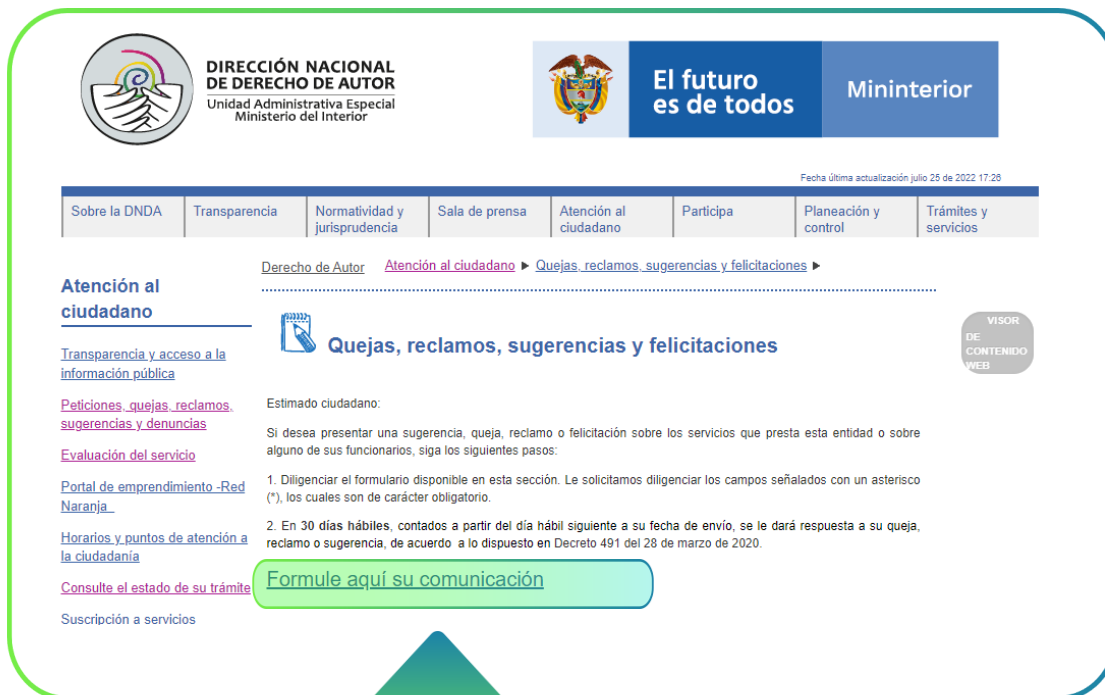 DIRECCIÓN NACIONAL
DE DERECHO DE AUTOR
Unidad Administrativa Especial
Ministerio del Interior
El futuro
es de todos
Mininterior
Fecha última actualización julio 25 de 2022 17:26
Sobre la DNDA
Transparencia
Normatividad y
jurisprudencia
Sala de prensa
Atención al
ciudadano
Participa
Planeación y
control
Trámites y
servicios
Derecho de Autor Atención al ciudadano ▶ Quejas, reclamos, sugerencias y felicitaciones ▶
Atención al
ciudadano
Transparencia y acceso a la
información pública
Peticiones, quejas, reclamos,
sugerencias y denuncias
Evaluación del servicio
Portal de emprendimiento -Red
Naranja
Horarios y puntos de atención a
la ciudadanía
Consulte el estado de su trámite
Suscripción a servicios
Quejas, reclamos, sugerencias y felicitaciones
VISOR
DE
CONTENIDO
WEB
Estimado ciudadano:
Si desea presentar una sugerencia, queja, reclamo o felicitación sobre los servicios que presta esta entidad o sobre
alguno de sus funcionarios, siga los siguientes pasos:
1. Diligenciar el formulario disponible en esta sección. Le solicitamos diligenciar los campos señalados con un asterisco
(*), los cuales son de carácter obligatorio.
2. En 30 días hábiles, contados a partir del día hábil siguiente a su fecha de envío, se le dará respuesta a su queja,
reclamo o sugerencia, de acuerdo a lo dispuesto en Decreto 491 del 28 de marzo de 2020.
Formule aquí su comunicación